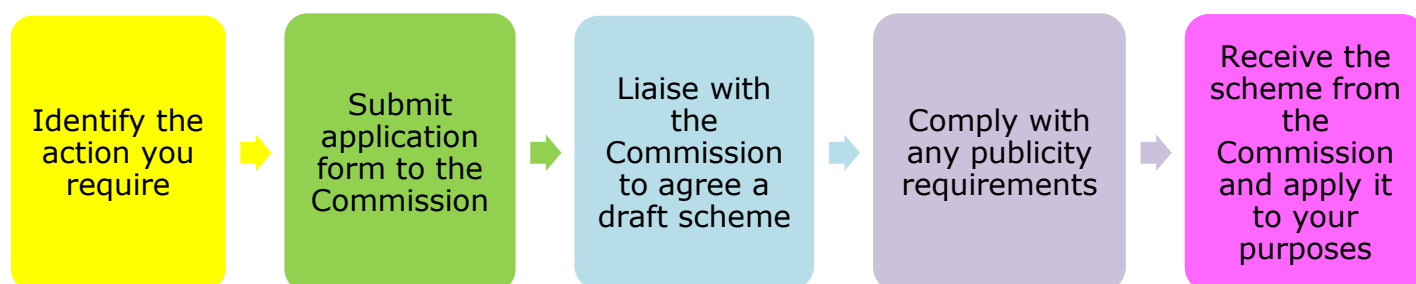 Identify the
action you
require
Submit
application
form to the
Commission
Liaise with
the
Commission
to agree a
draft scheme
Comply with
any publicity
requirements
Receive the
scheme from
the
Commission
and apply it
to your
purposes